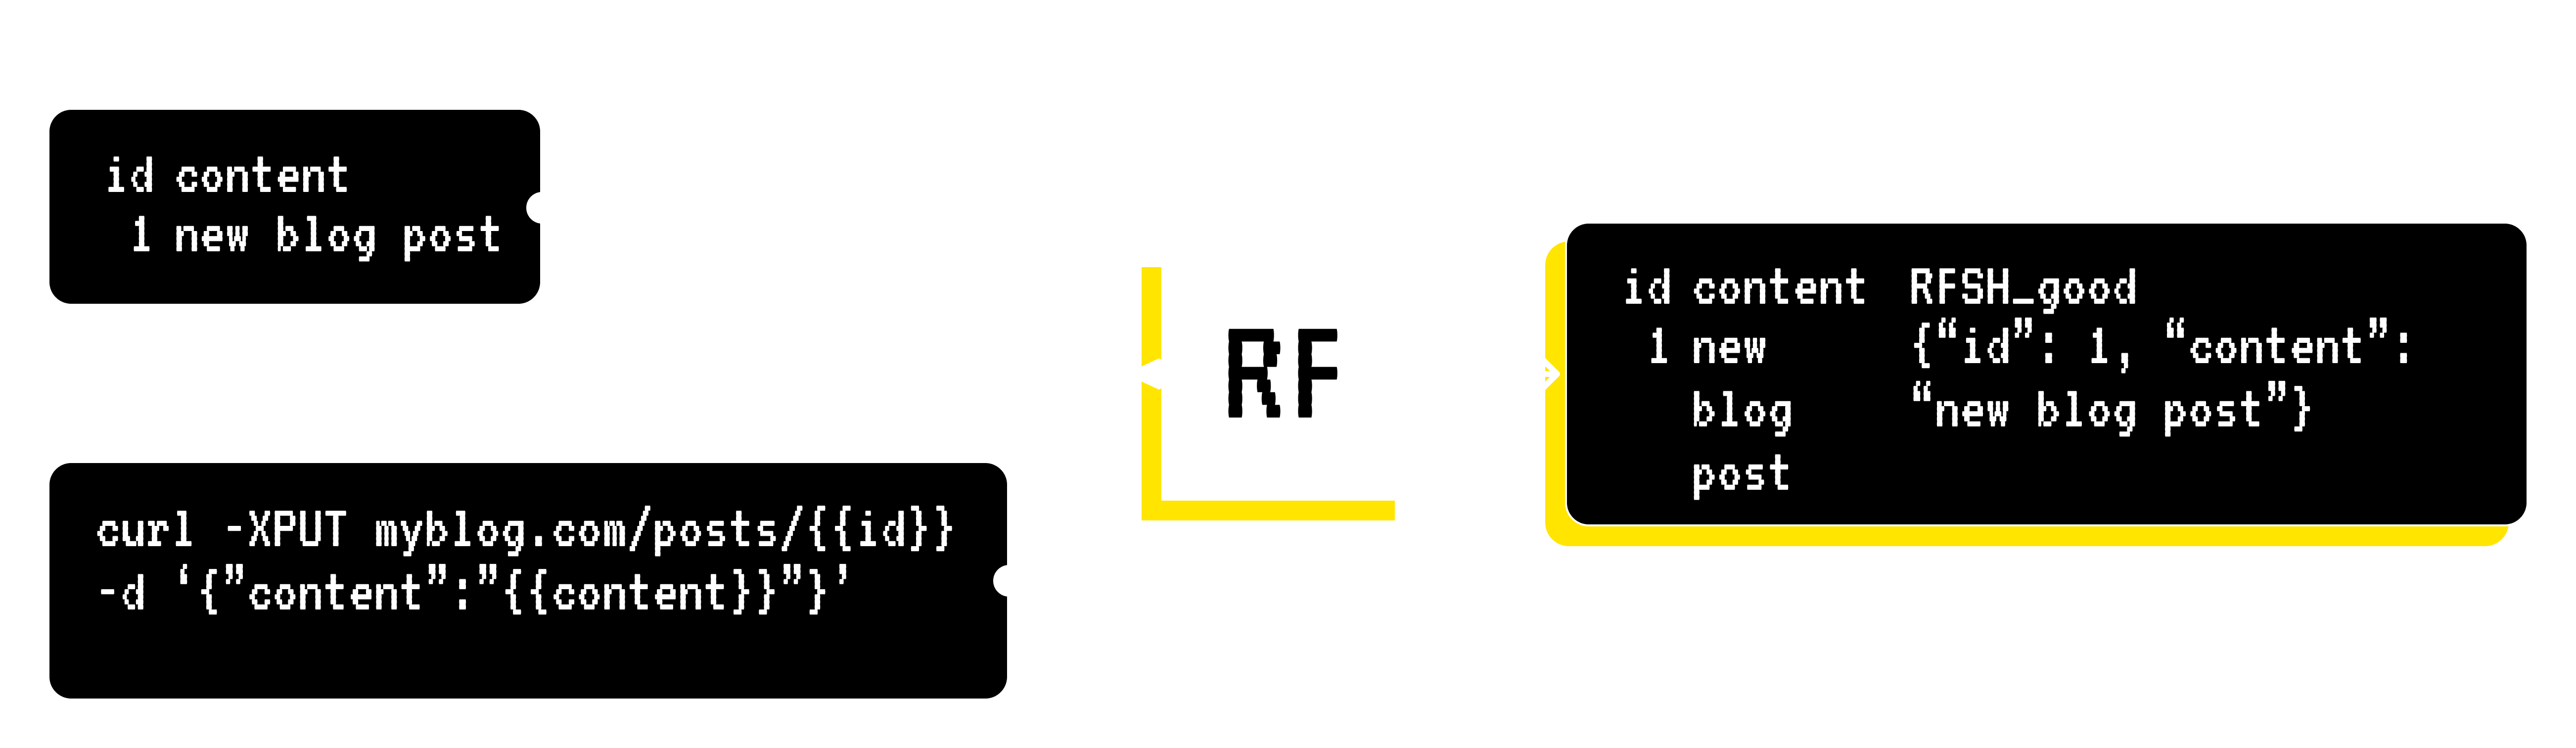 id content
1 new blog post
curl -XPUT myblog.com/posts/{{id}}
-d ‘{”content”:”{{content}}”}’
RF
id content RFSH_good
1 new {“id”: 1, “content”:
blog “new blog post”}
post